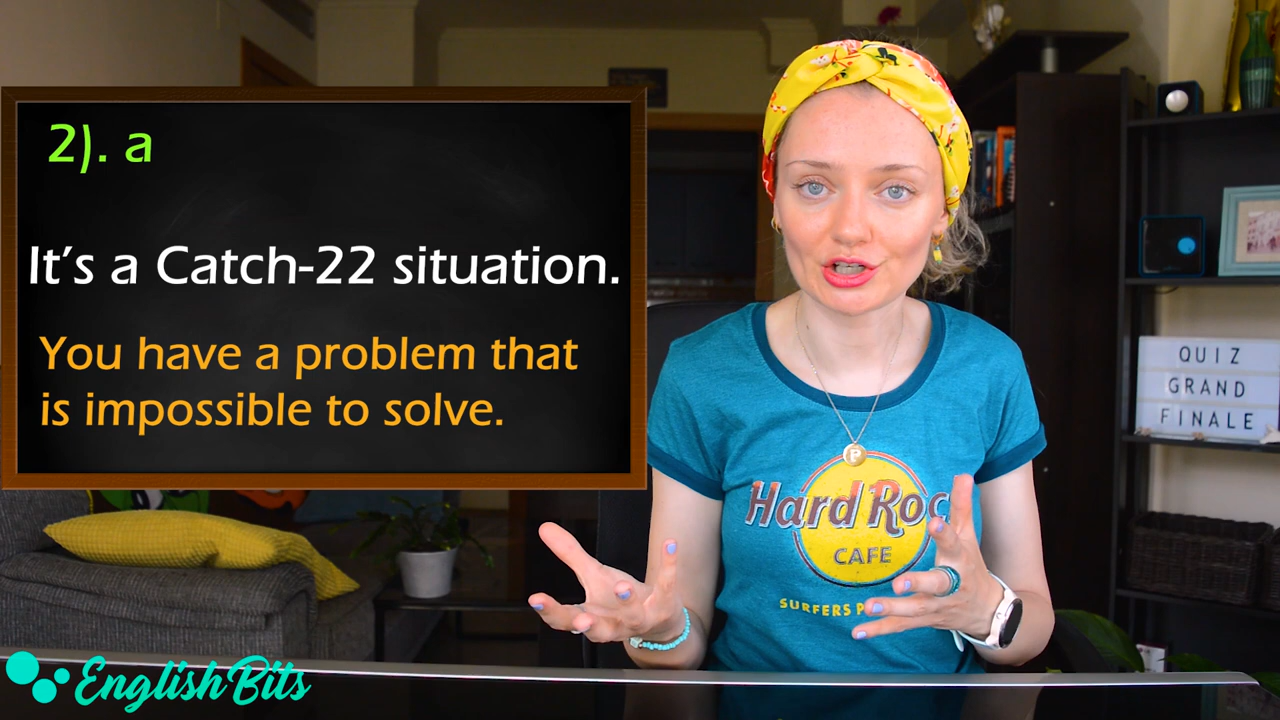 2). a
It's a Catch-22 situation.
You have a problem that
is impossible to solve.
QUIZ
GRAND
FINALE
P
Hard Roc
CAFE
SURFERS P
EnglishBits